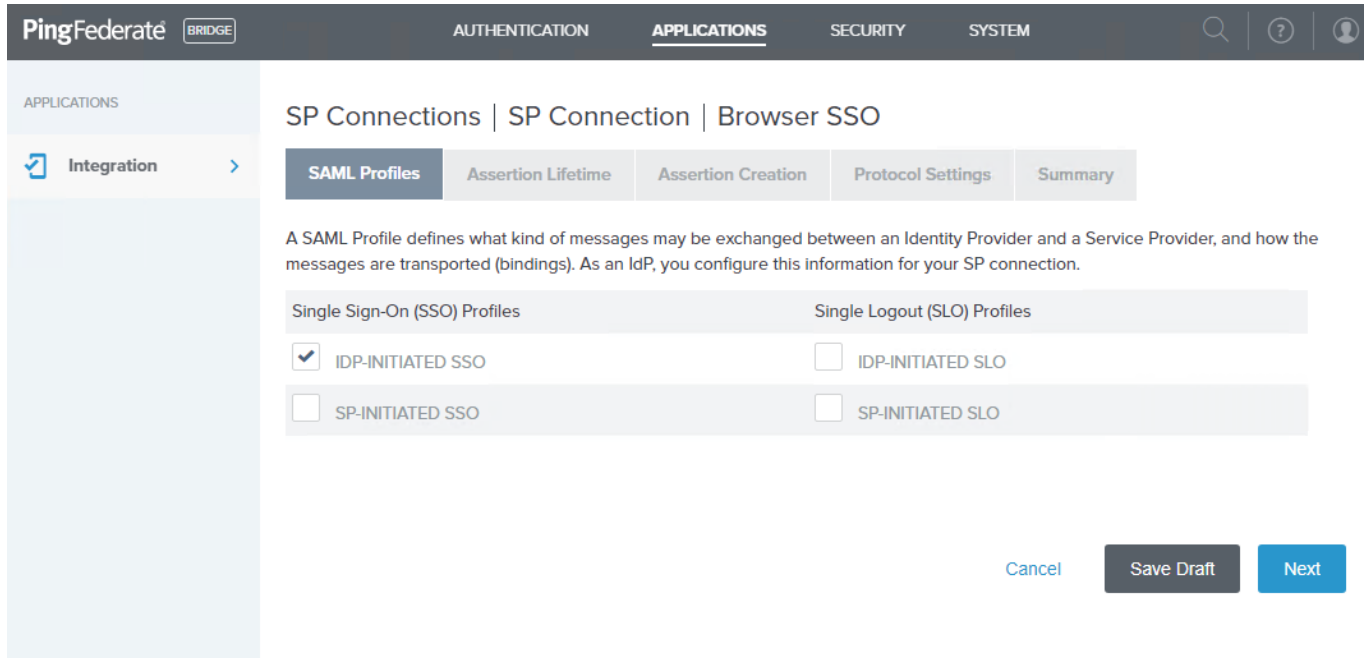 PingFederate BRIDGE AUTHENTICATION APPLICATIONS SECURITY SYSTEM ?
APPLICATIONS
Integration
SP Connections | SP Connection | Browser SSO
SAML Profiles Assertion Lifetime Assertion Creation Protocol Settings Summary
A SAML Profile defines what kind of messages may be exchanged between an Identity Provider and a Service Provider, and how the
messages are transported (bindings). As an IdP, you configure this information for your SP connection.
Single Sign-On (SSO) Profiles Single Logout (SLO) Profiles
IDP-INITIATED SSO IDP-INITIATED SLO
SP-INITIATED SSO SP-INITIATED SLO
Cancel Save Draft Next